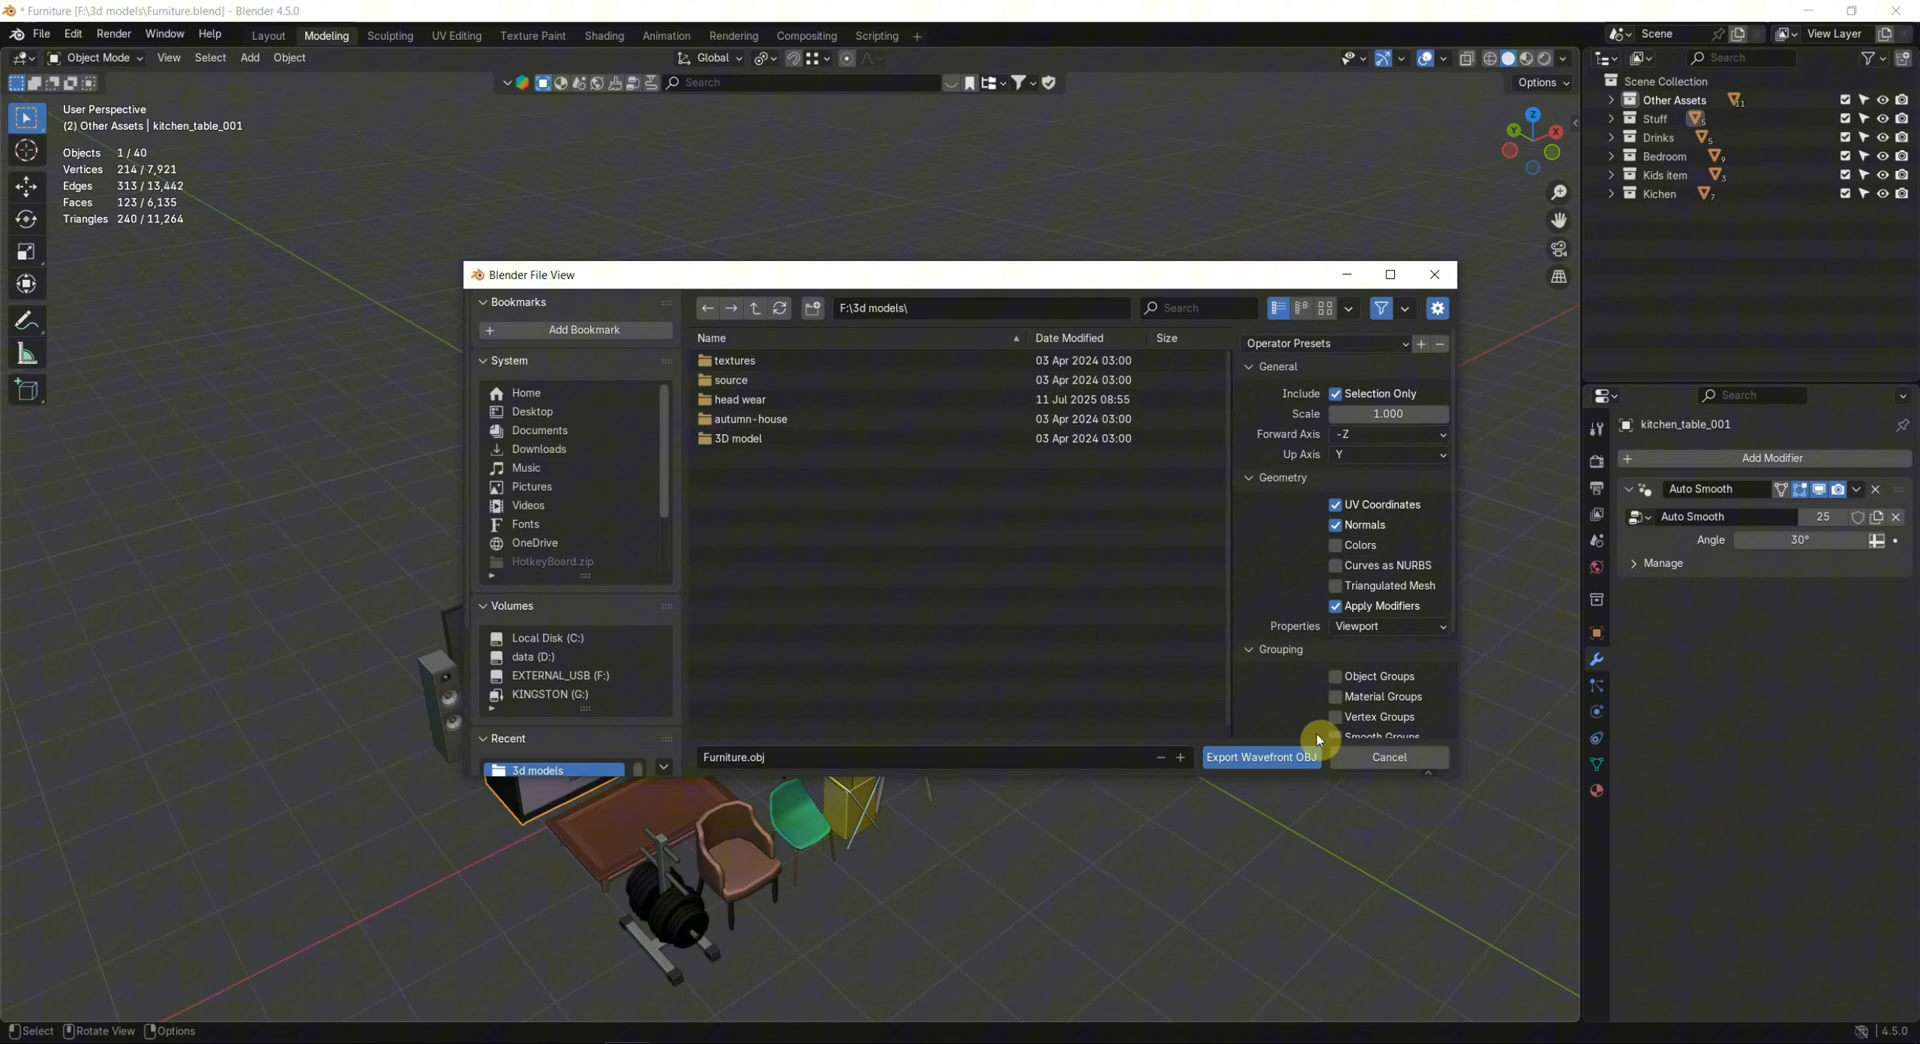 * Furniture [F:\3d models\Furniture.blend] - Blender 4.5.0
File Edit Render Window Help Layout Modeling Sculpting UV Editing Texture Paint Shading Animation Rendering Compositing Scripting + Scene View Layer
Object Mode View Select Add Object Global Search
Search Options
User Perspective
(2) Other Assets | kitchen_table_001
Objects 1 / 40
Vertices 214 / 7,921
Edges 313 / 13,442
Faces 123 / 6,135
Triangles 240 / 11,264
Z
Y X
Scene Collection
Other Assets 11
Stuff 5
Drinks 5
Bedroom 9
Kids item 3
Kichen 7
Blender File View
Bookmarks
+ Add Bookmark
System
Home
Desktop
Documents
Downloads
Music
Pictures
Videos
Fonts
OneDrive
HotkeyBoard.zip
Volumes
Local Disk (C:)
data (D:)
EXTERNAL_USB (F:)
KINGSTON (G:)
Recent
3d models
F:\3d models\ Search
Name Date Modified Size
textures 03 Apr 2024 03:00
source 03 Apr 2024 03:00
head wear 11 Jul 2025 08:55
autumn-house 03 Apr 2024 03:00
3D model 03 Apr 2024 03:00
Furniture.obj
Operator Presets
General
Include Selection Only
Scale 1.000
Forward Axis -Z
Up Axis Y
Geometry
UV Coordinates
Normals
Colors
Curves as NURBS
Triangulated Mesh
Apply Modifiers
Properties Viewport
Grouping
Object Groups
Material Groups
Vertex Groups
Smooth Groups
Export Wavefront OBJ Cancel
Search
kitchen_table_001
+ Add Modifier
Auto Smooth
Auto Smooth 25
Angle 30°
Manage
Select Rotate View Options 4.5.0